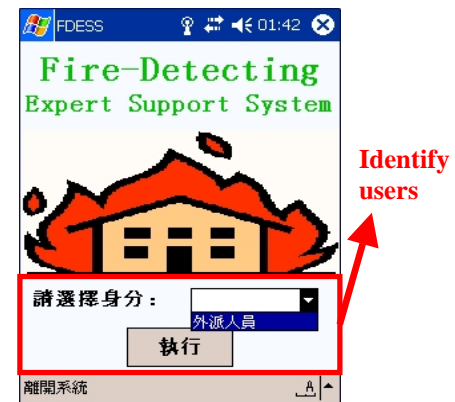 FDESS 01:42
Fire-Detecting
Expert Support System
Identify
users
請選擇身分:
外派人員
執行
離開系統 A